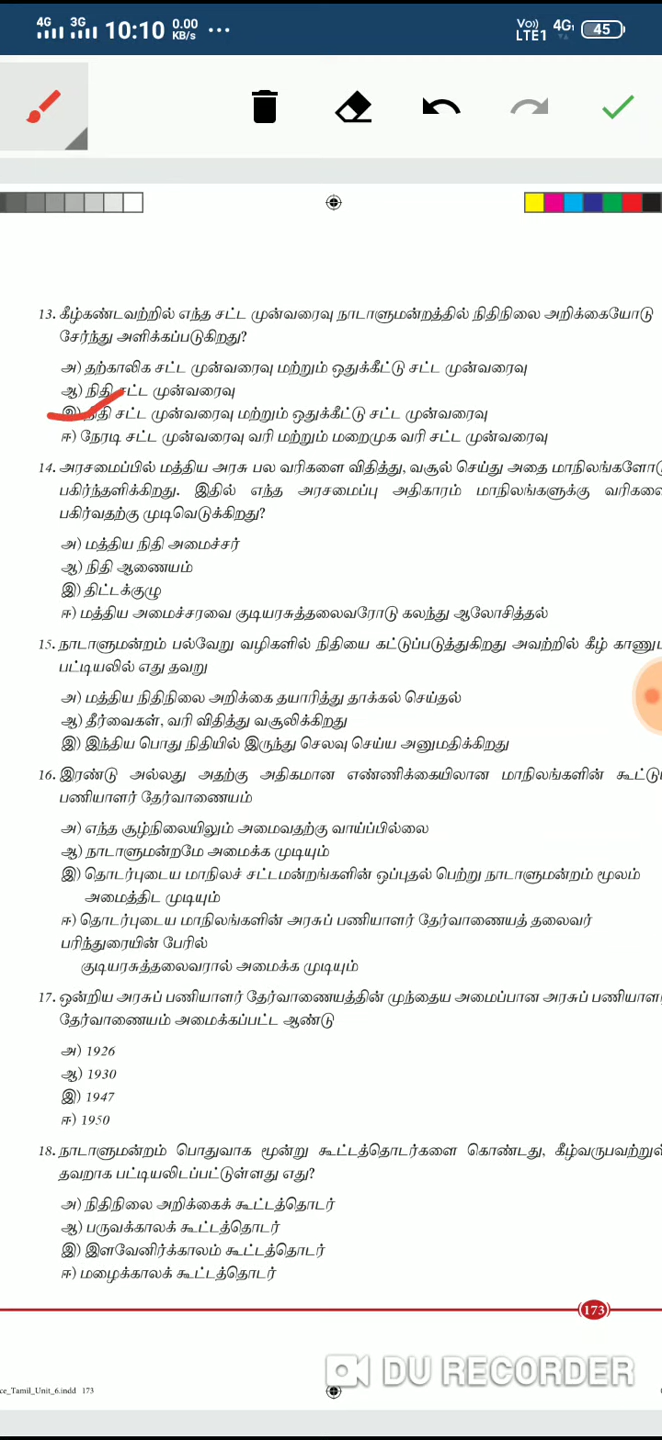 4G 3G 10:10 0.00 KB/s ... Vo)) LTE1 4G 45
13. கீழ்கண்டவற்றில் எந்த சட்ட முன்வரைவு நாடாளுமன்றத்தில் நிதிநிலை அறிக்கையோடு
சேர்ந்து அளிக்கப்படுகிறது?
அ) தற்காலிக சட்ட முன்வரைவு மற்றும் ஒதுக்கீட்டு சட்ட முன்வரைவு
ஆ) நிதி சட்ட முன்வரைவு
இ) நிதி சட்ட முன்வரைவு மற்றும் ஒதுக்கீட்டு சட்ட முன்வரைவு
ஈ) நேரடி சட்ட முன்வரைவு வரி மற்றும் மறைமுக வரி சட்ட முன்வரைவு
14. அரசமைப்பில் மத்திய அரசு பல வரிகளை விதித்து, வசூல் செய்து அதை
பகிர்ந்தளிக்கிறது. இதில் எந்த அரசமைப்பு அதிகாரம் மாநிலங்களுக்கு
பகிர்வதற்கு முடிவெடுக்கிறது?
அ) மத்திய நிதி அமைச்சர்
ஆ) நிதி ஆணையம்
இ) திட்டக்குழு
ஈ) மத்திய அமைச்சரவை குடியரசுத்தலைவரோடு கலந்து ஆலோசித்தல்
15. நாடாளுமன்றம் பல்வேறு வழிகளில் நிதியை கட்டுப்படுத்துகிறது அவற்றில் கீழ்
பட்டியலில் எது தவறு
அ) மத்திய நிதிநிலை அறிக்கை தயாரித்து தாக்கல் செய்தல்
ஆ) தீர்வைகள், வரி விதித்து வசூலிக்கிறது
இ) இந்திய பொது நிதியில் இருந்து செலவு செய்ய அனுமதிக்கிறது
16. இரண்டு அல்லது அதற்கு அதிகமான எண்ணிக்கையிலான மாநிலங்களின்
பணியாளர் தேர்வாணையம்
அ) எந்த சூழ்நிலையிலும் அமைவதற்கு வாய்ப்பில்லை
ஆ) நாடாளுமன்றமே அமைக்க முடியும்
இ) தொடர்புடைய மாநிலச் சட்டமன்றங்களின் ஒப்புதல் பெற்று நாடாளுமன்றம் மூலம்
அமைத்திட முடியும்
ஈ) தொடர்புடைய மாநிலங்களின் அரசுப் பணியாளர் தேர்வாணையத் தலைவர்
பரிந்துரையின் பேரில்
குடியரசுத்தலைவரால் அமைக்க முடியும்
17. ஒன்றிய அரசுப் பணியாளர் தேர்வாணையத்தின் முந்தைய அமைப்பான அரசுப்
தேர்வாணையம் அமைக்கப்பட்ட ஆண்டு
அ) 1926
ஆ) 1930
இ) 1947
ஈ) 1950
18. நாடாளுமன்றம் பொதுவாக மூன்று கூட்டத்தொடர்களை கொண்டது,
தவறாக பட்டியலிடப்பட்டுள்ளது எது?
அ) நிதிநிலை அறிக்கைக் கூட்டத்தொடர்
ஆ) பருவக்காலக் கூட்டத்தொடர்
இ) இளவேனிர்க்காலம் கூட்டத்தொடர்
ஈ) மழைக்காலக் கூட்டத்தொடர்
173
DU RECORDER
ce_Tamil_Unit_6.indd 173